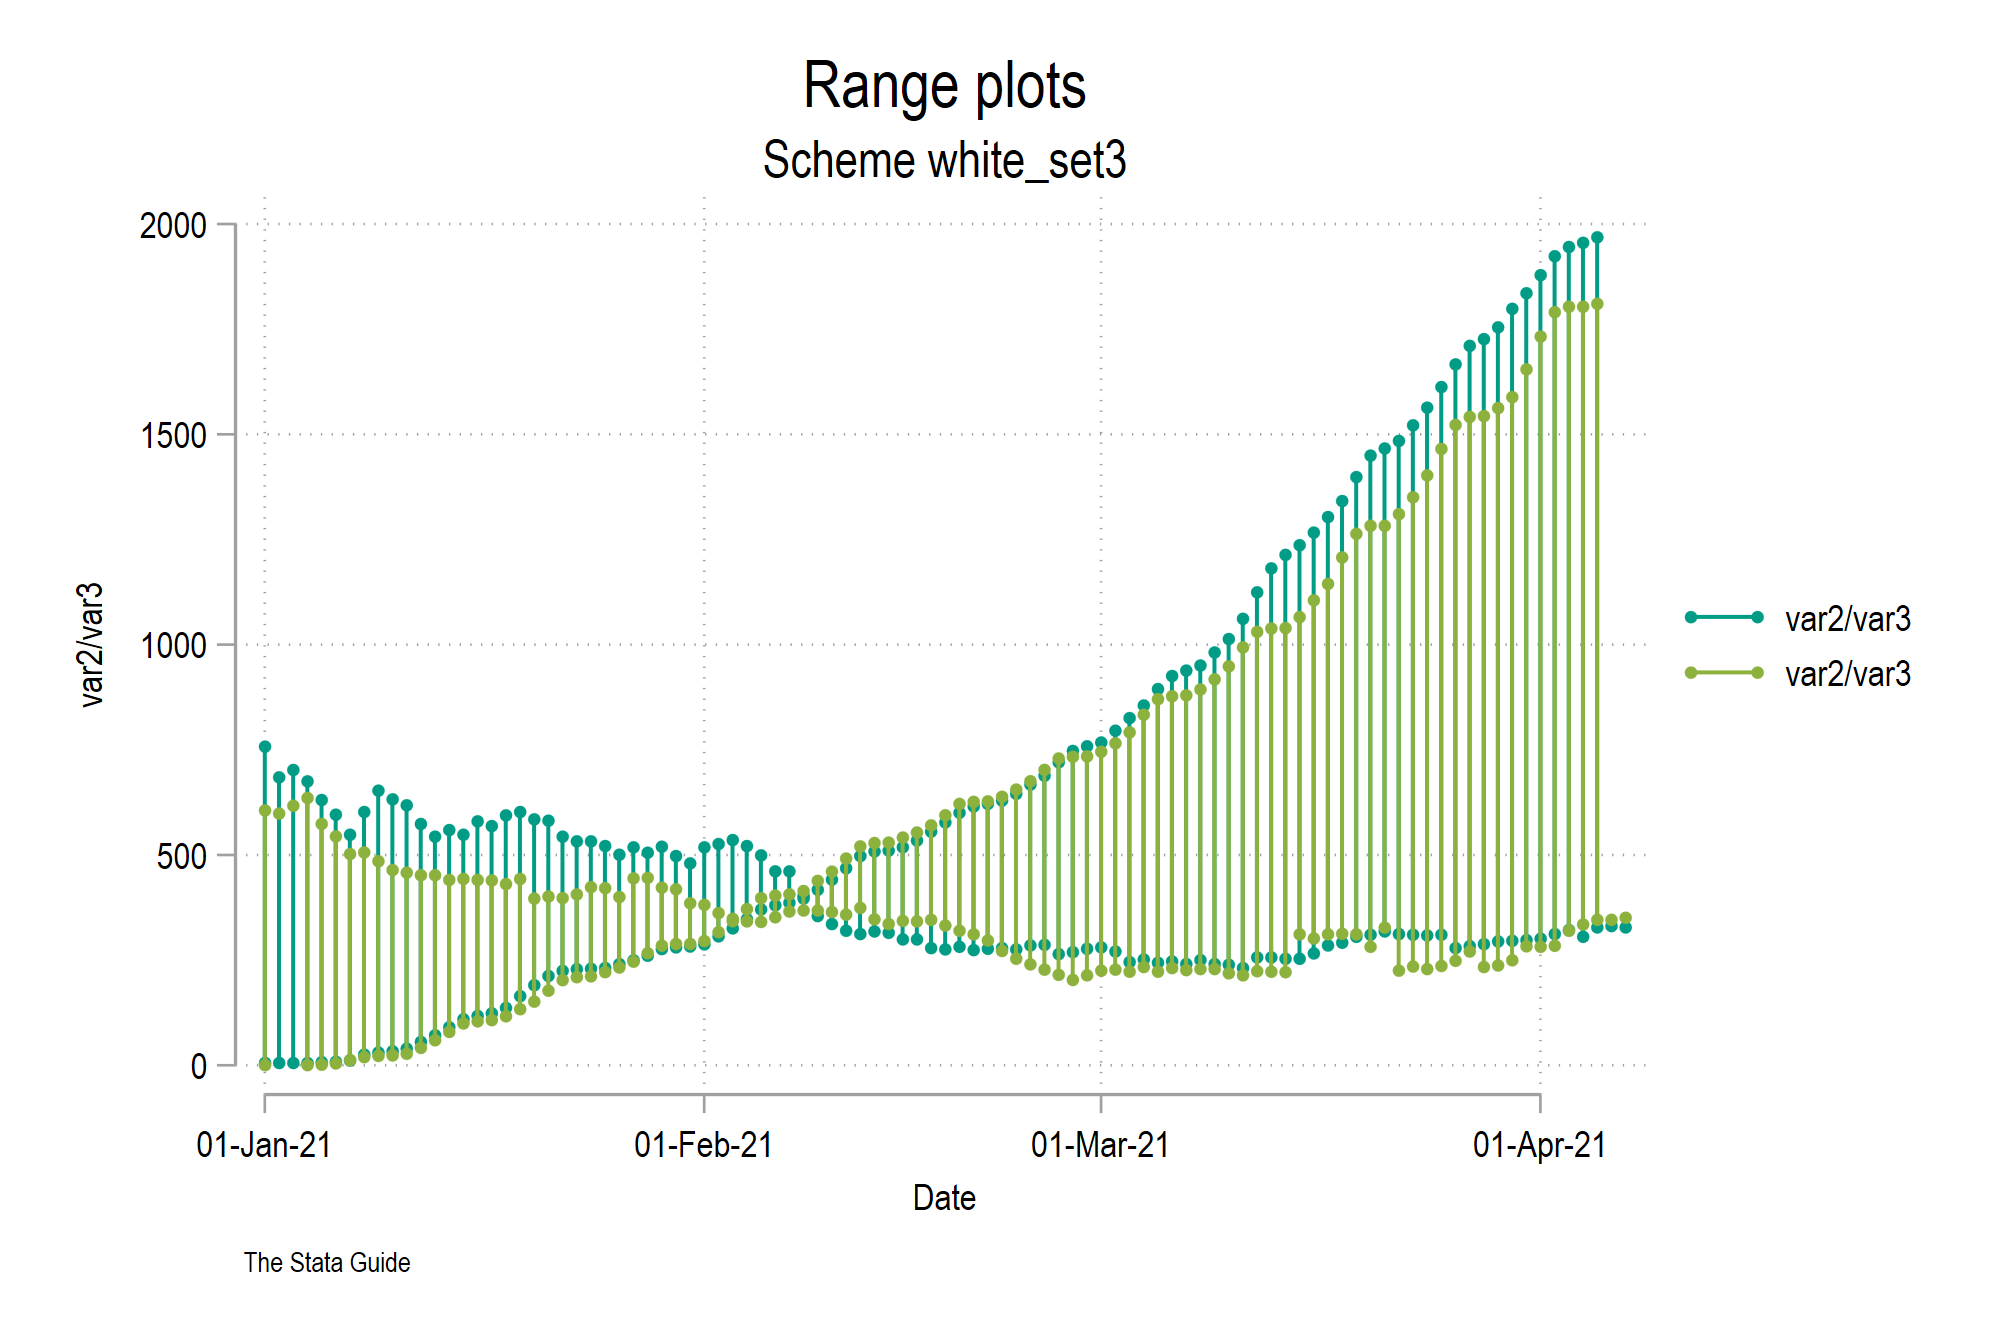 Range plots
Scheme white_set3
2000
1500
1000
500
0
var2/var3
01-Jan-21
01-Feb-21
01-Mar-21
01-Apr-21
Date
var2/var3
var2/var3
The Stata Guide